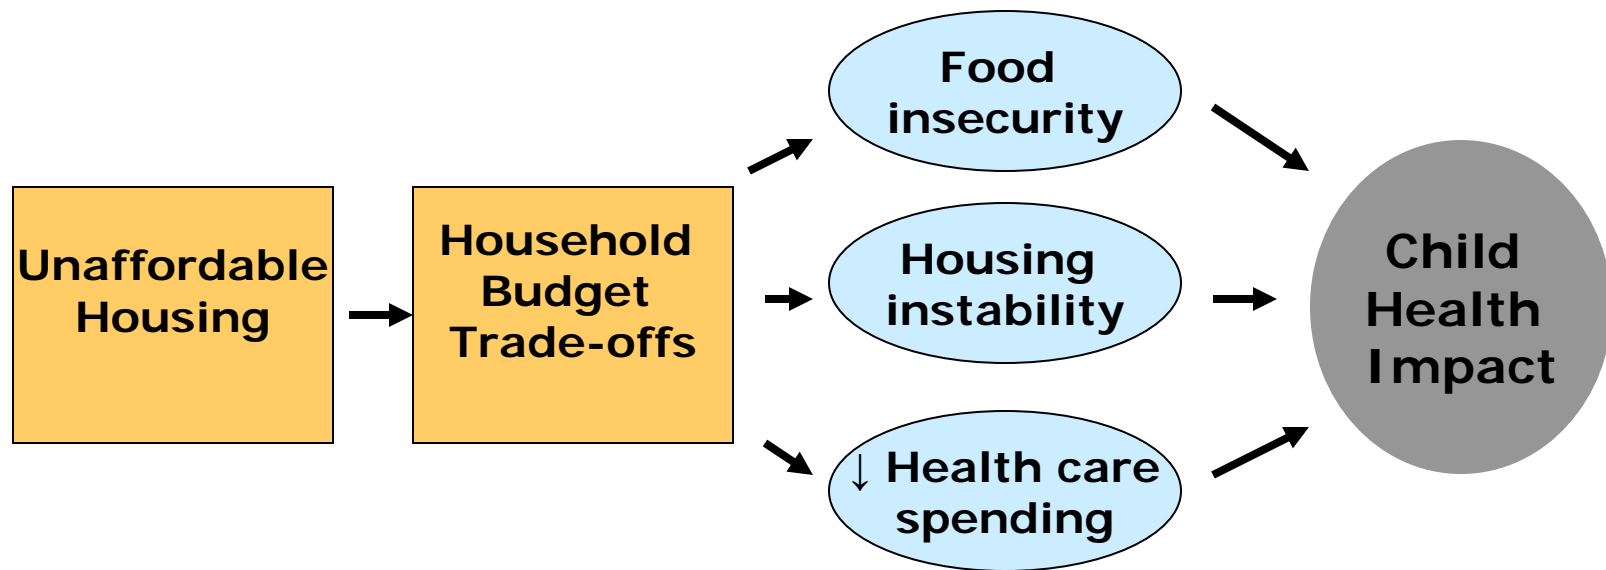 Unaffordable
Housing
Household
Budget
Trade-offs
Food
insecurity
Housing
instability
↓ Health care
spending
Child
Health
Impact